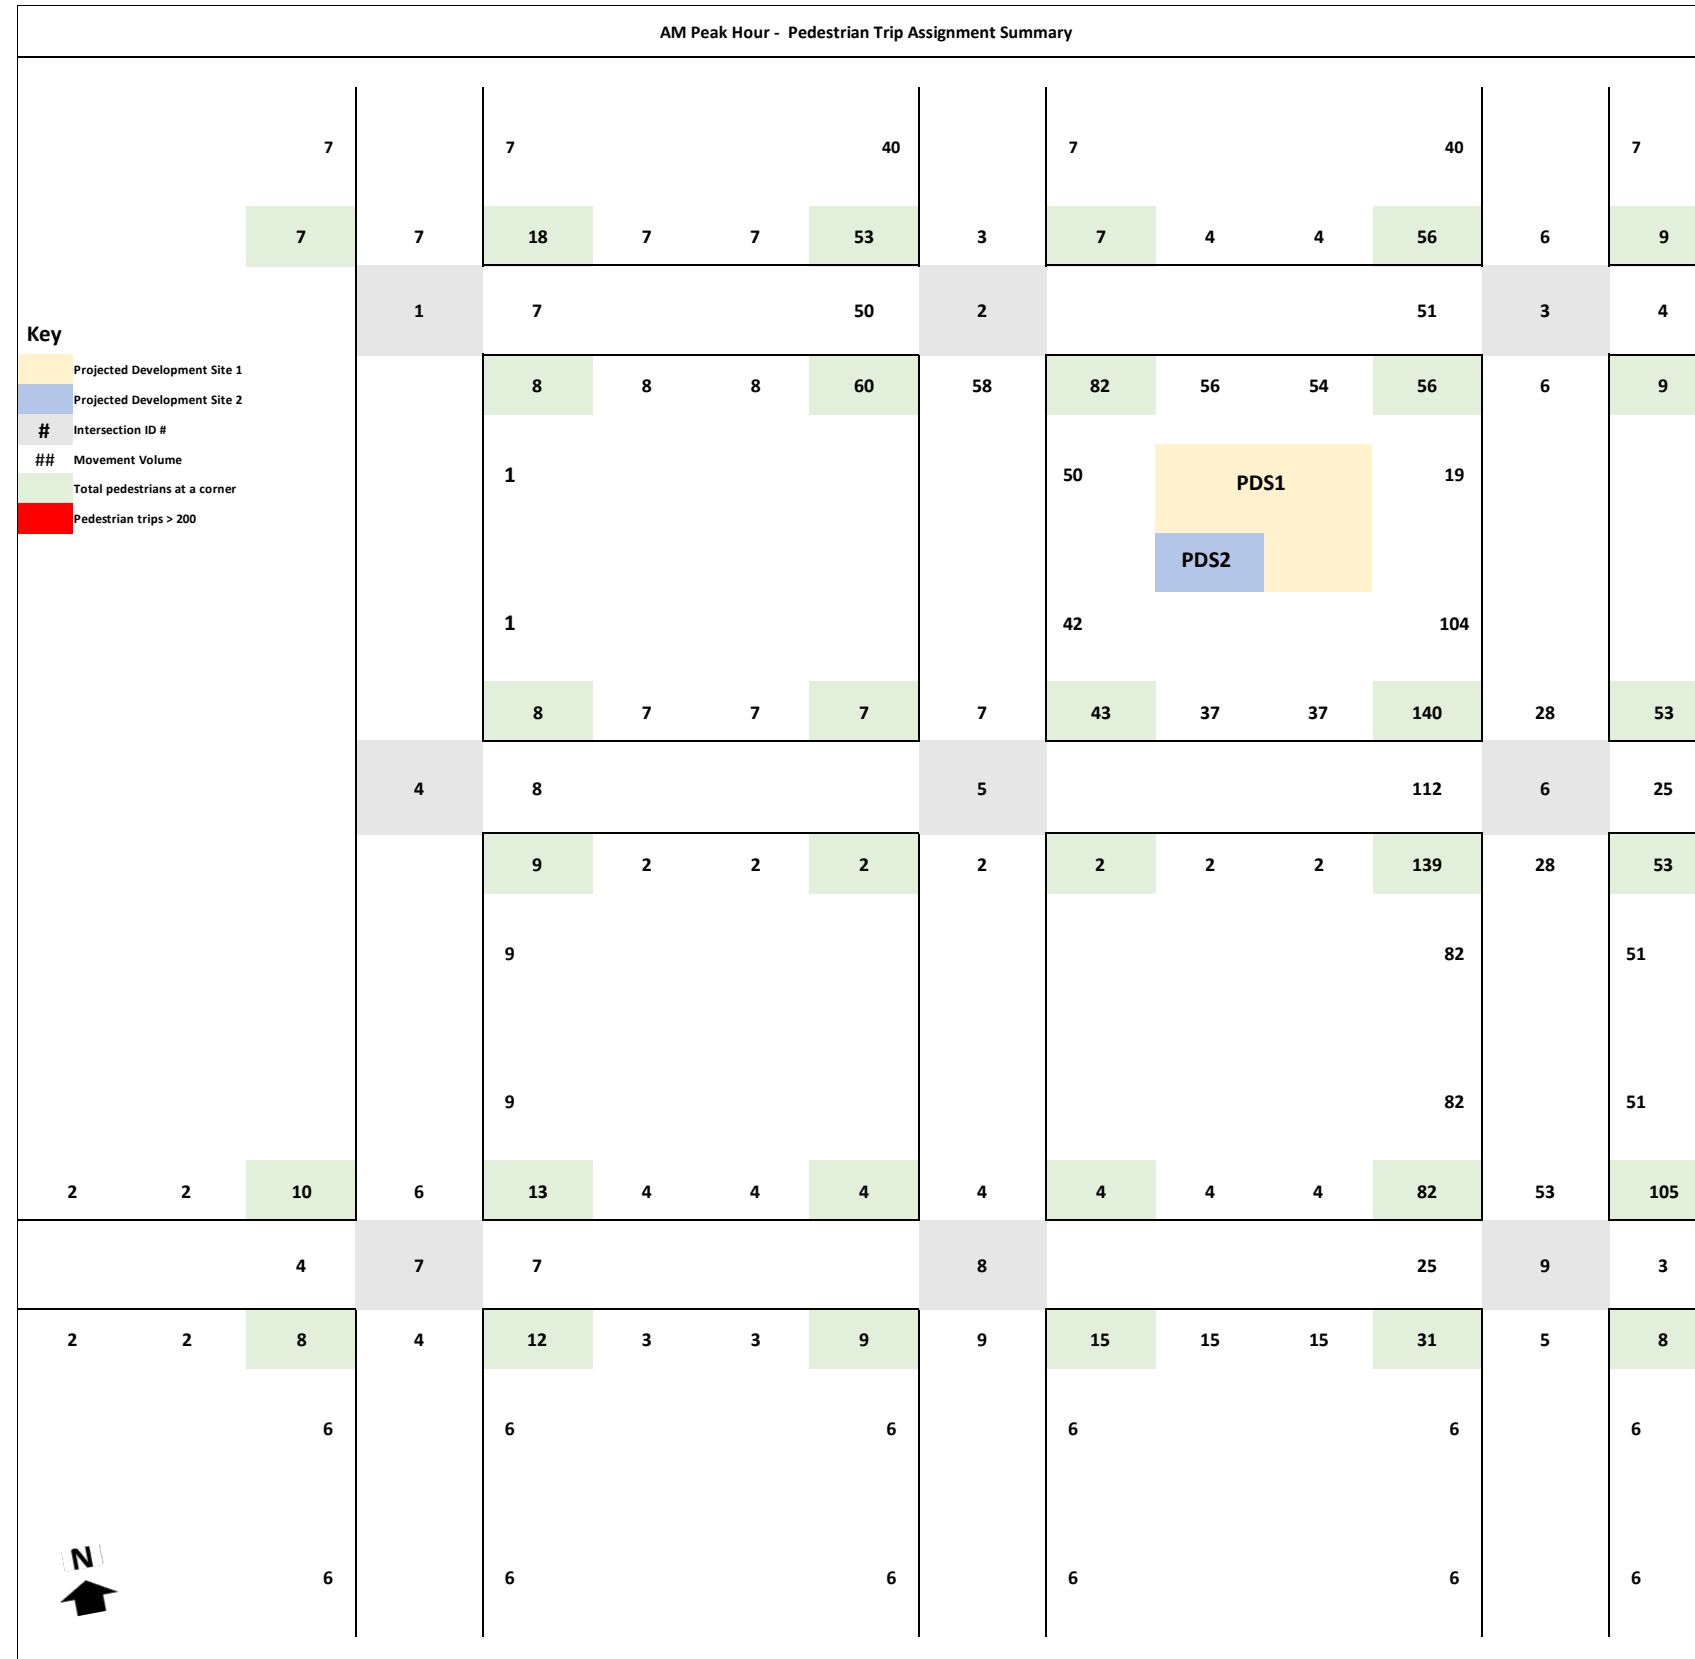 AM Peak Hour - Pedestrian Trip Assignment Summary
7 7 40 7 40 7
7 7 18 7 7 53 3 7 4 4 56 6 9
1 7 50 2 51 3 4
Key
Projected Development Site 1
Projected Development Site 2
# Intersection ID #
## Movement Volume
Total pedestrians at a corner
Pedestrian trips > 200
8 8 8 60 58 82 56 54 56 6 9
1 50 PDS1 19
PDS2
1 42 104
8 7 7 7 7 43 37 37 140 28 53
4 8 5 112 6 25
9 2 2 2 2 2 2 2 139 28 53
9 82 51
9 82 51
2 2 10 6 13 4 4 4 4 4 4 4 82 53 105
4 7 7 8 25 9 3
2 2 8 4 12 3 3 9 9 15 15 15 31 5 8
6 6 6 6 6 6
N
6 6 6 6 6 6